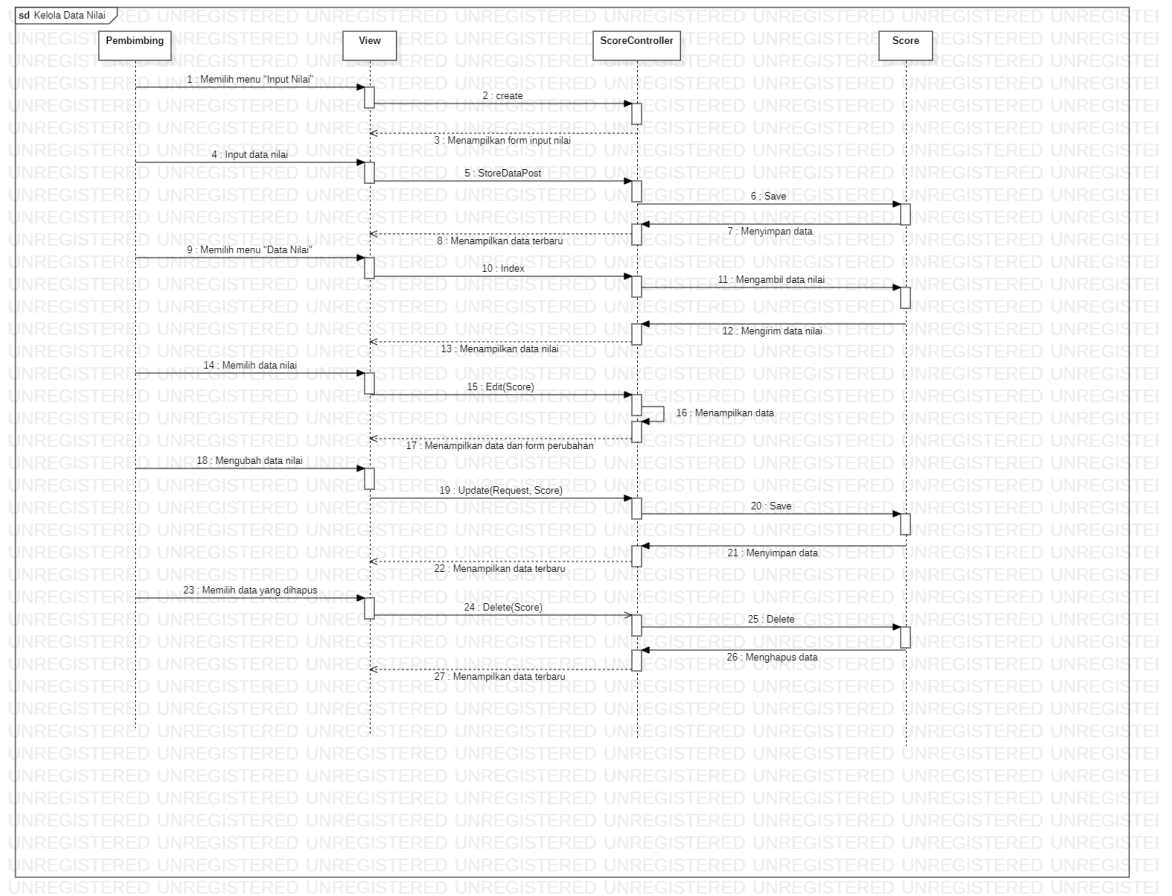 sd Kelola Data Nilai
Pembimbing
View
ScoreController
Score
1 : Memilih menu "Input Nilai"
2 : create
3 : Menampilkan form input nilai
4 : Input data nilai
5 : StoreDataPost
6 : Save
7 : Menyimpan data
8 : Menampilkan data terbaru
9 : Memilih menu "Data Nilai"
10 : Index
11 : Mengambil data nilai
12 : Mengirim data nilai
13 : Menampilkan data nilai
14 : Memilih data nilai
15 : Edit(Score)
16 : Menampilkan data
17 : Menampilkan data dan form perubahan
18 : Mengubah data nilai
19 : Update(Request, Score)
20 : Save
21 : Menyimpan data
22 : Menampilkan data terbaru
23 : Memilih data yang dihapus
24 : Delete(Score)
25 : Delete
26 : Menghapus data
27 : Menampilkan data terbaru
UNREGISTERED